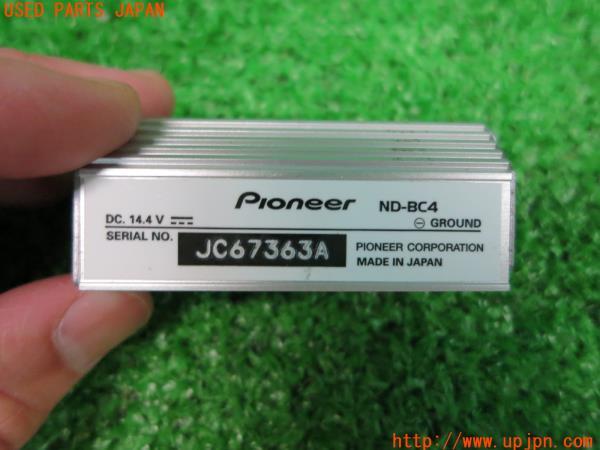 USED PARTS JAPAN
Pioneer ND-BC4
DC. 14.4 V ⎓ ⊖ GROUND
SERIAL NO. JC67363A PIONEER CORPORATION
MADE IN JAPAN
http://www.upjpn.com/